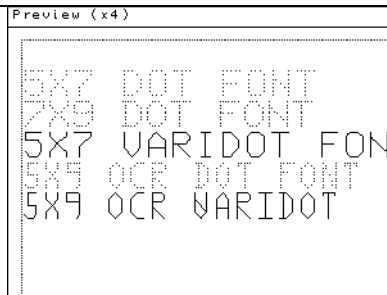 Preview (x4)
5X7 DOT FONT
7X9 DOT FONT
5X7 VARIDOT FON
5X9 OCR DOT FONT
5X9 OCR VARIDOT